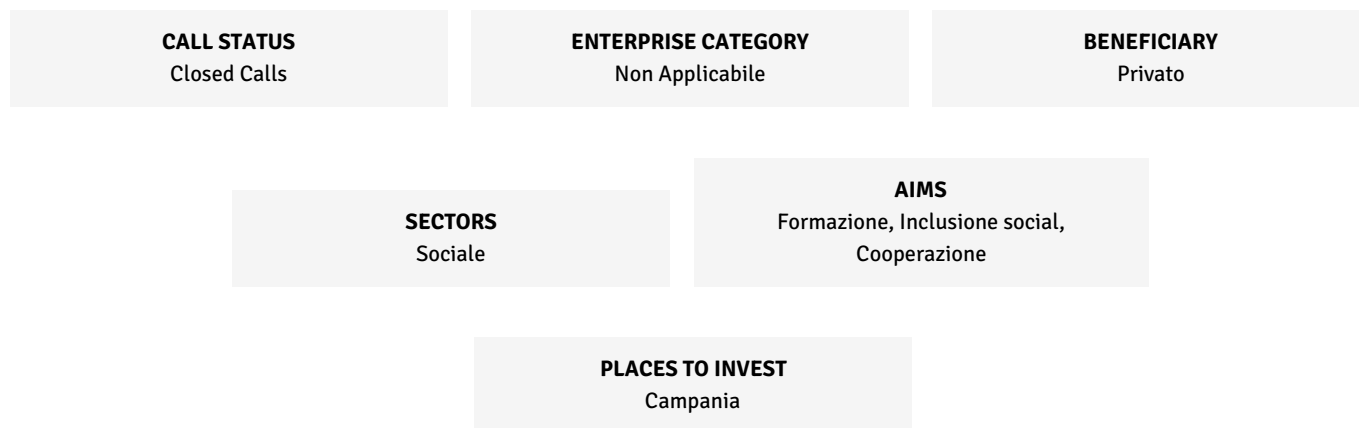 CALL STATUS
Closed Calls
ENTERPRISE CATEGORY
Non Applicabile
BENEFICIARY
Privato
SECTORS
Sociale
AIMS
Formazione, Inclusione social,
Cooperazione
PLACES TO INVEST
Campania